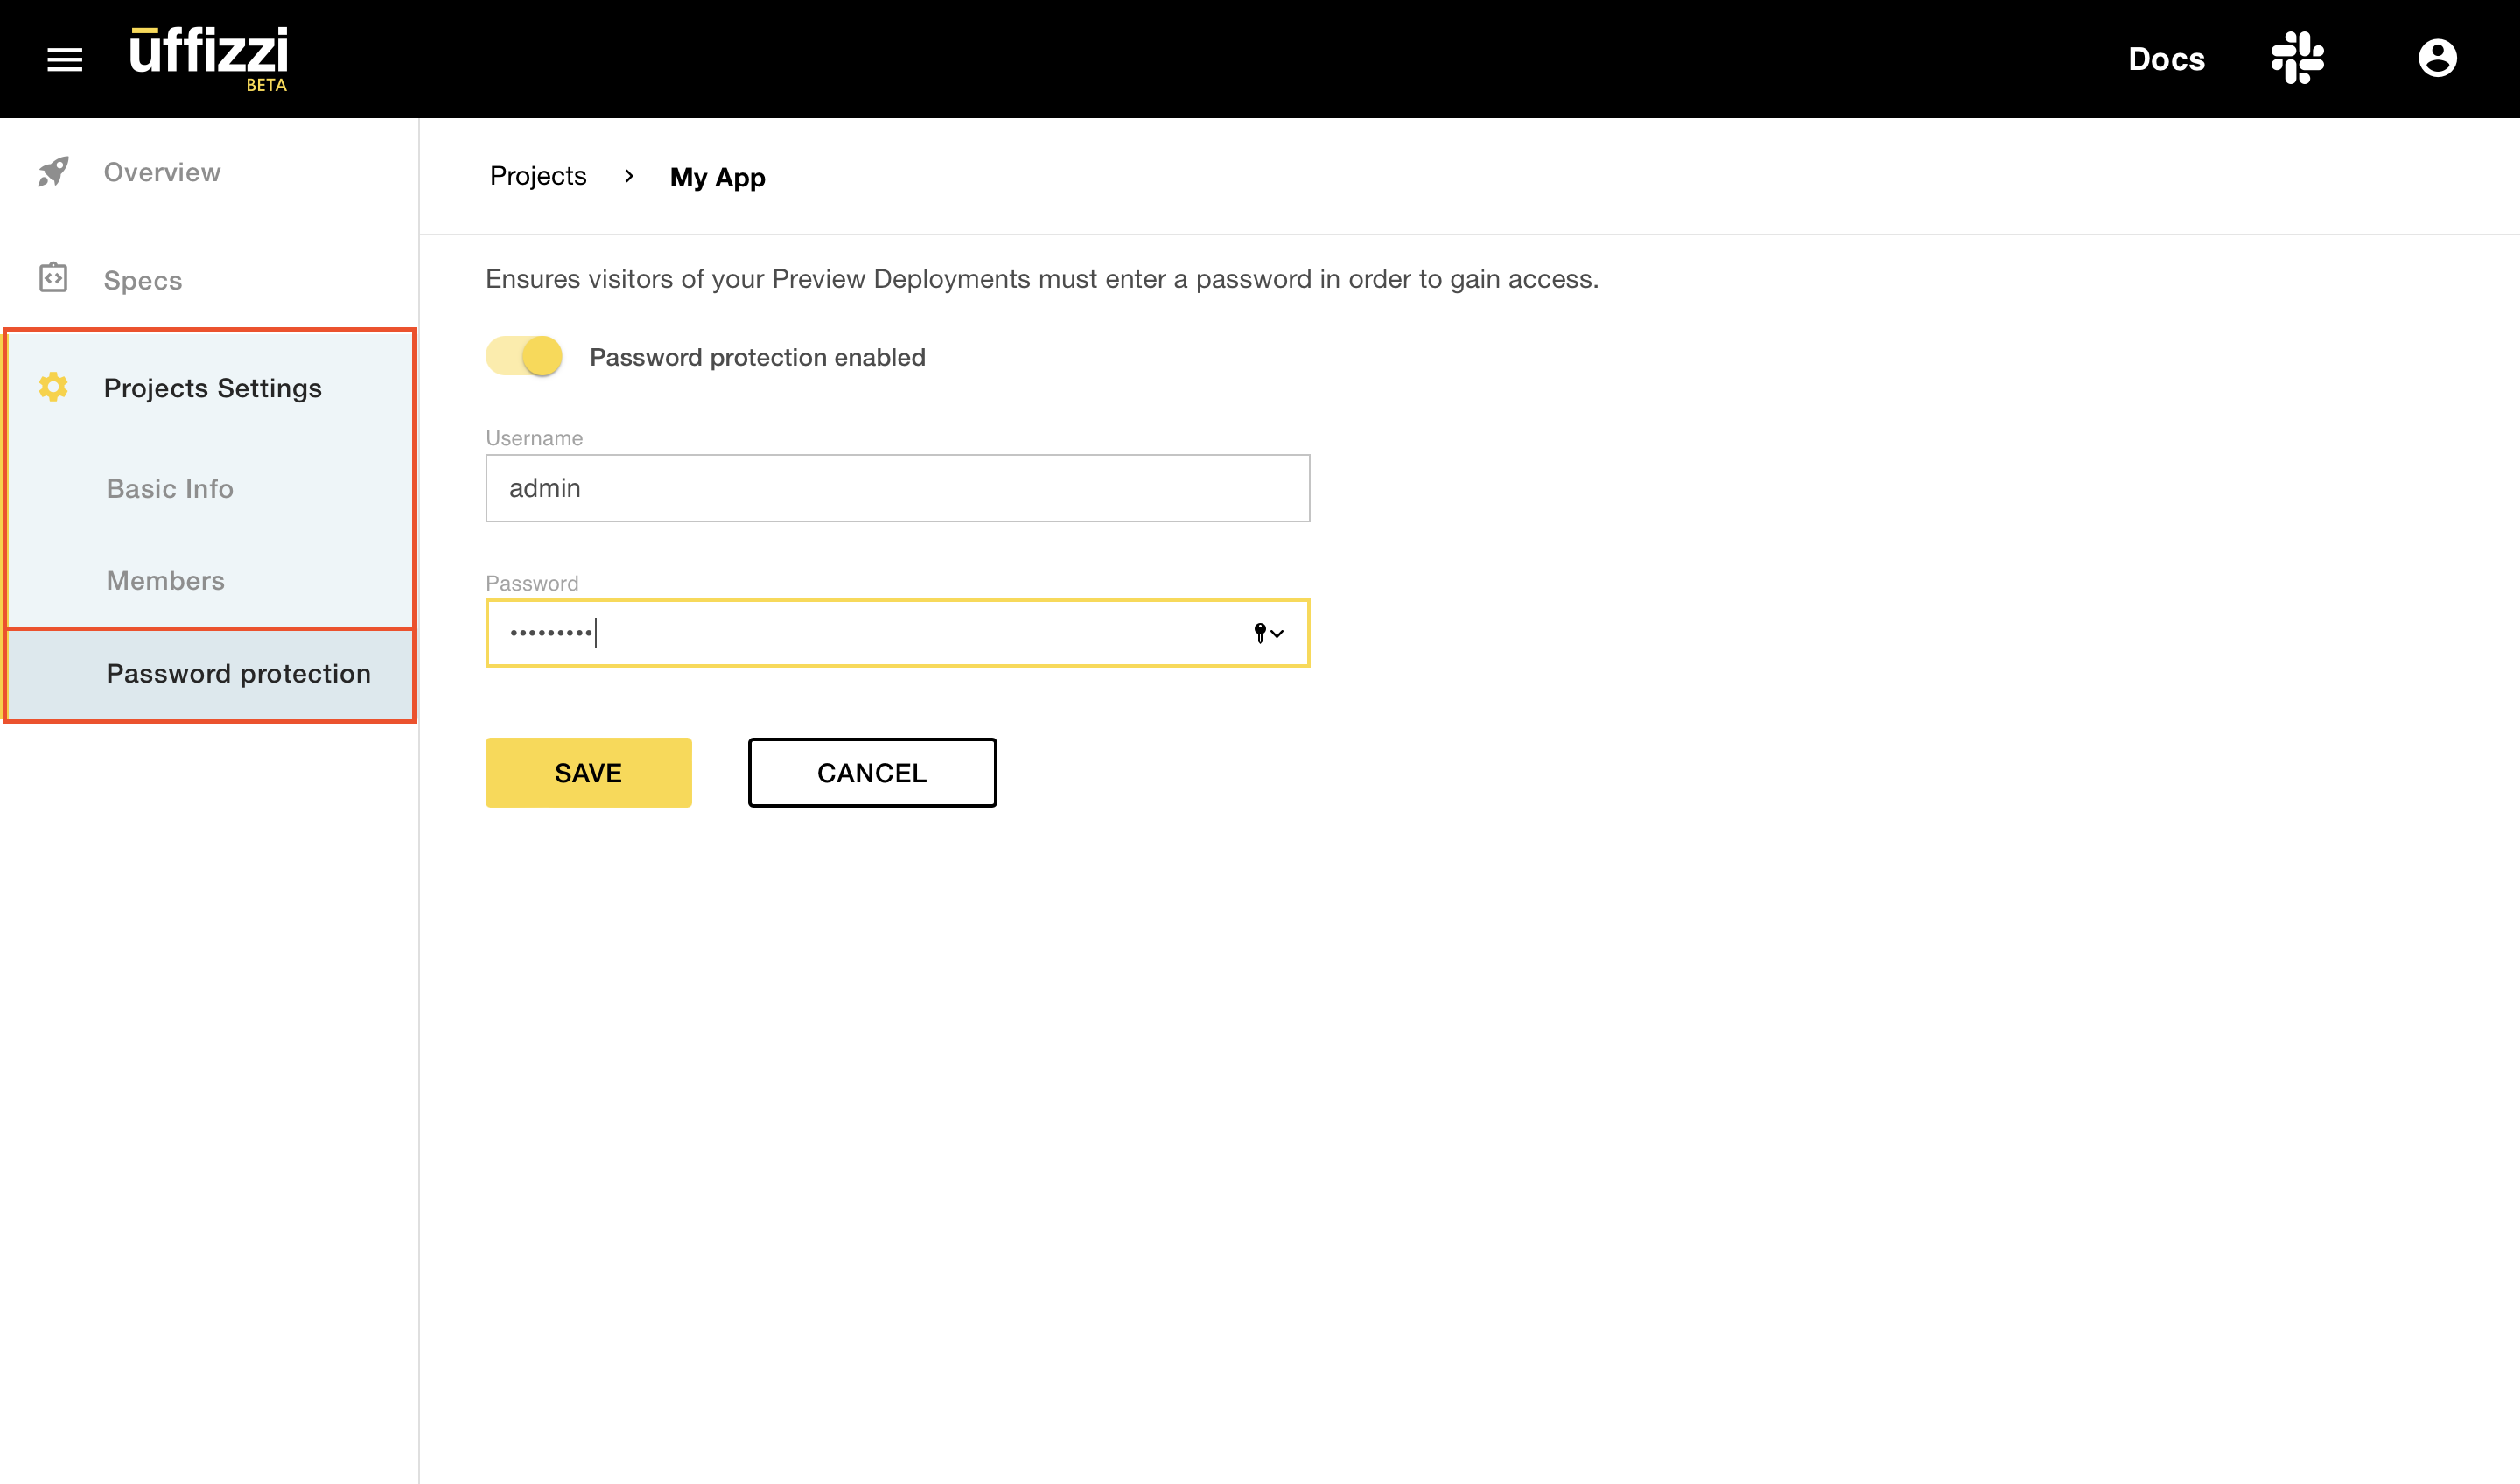 uffizzi
BETA
Docs
Overview
Specs
Projects Settings
Basic Info
Members
Password protection
Projects > My App
Ensures visitors of your Preview Deployments must enter a password in order to gain access.
Password protection enabled
Username
admin
Password
•••••••••
SAVE
CANCEL